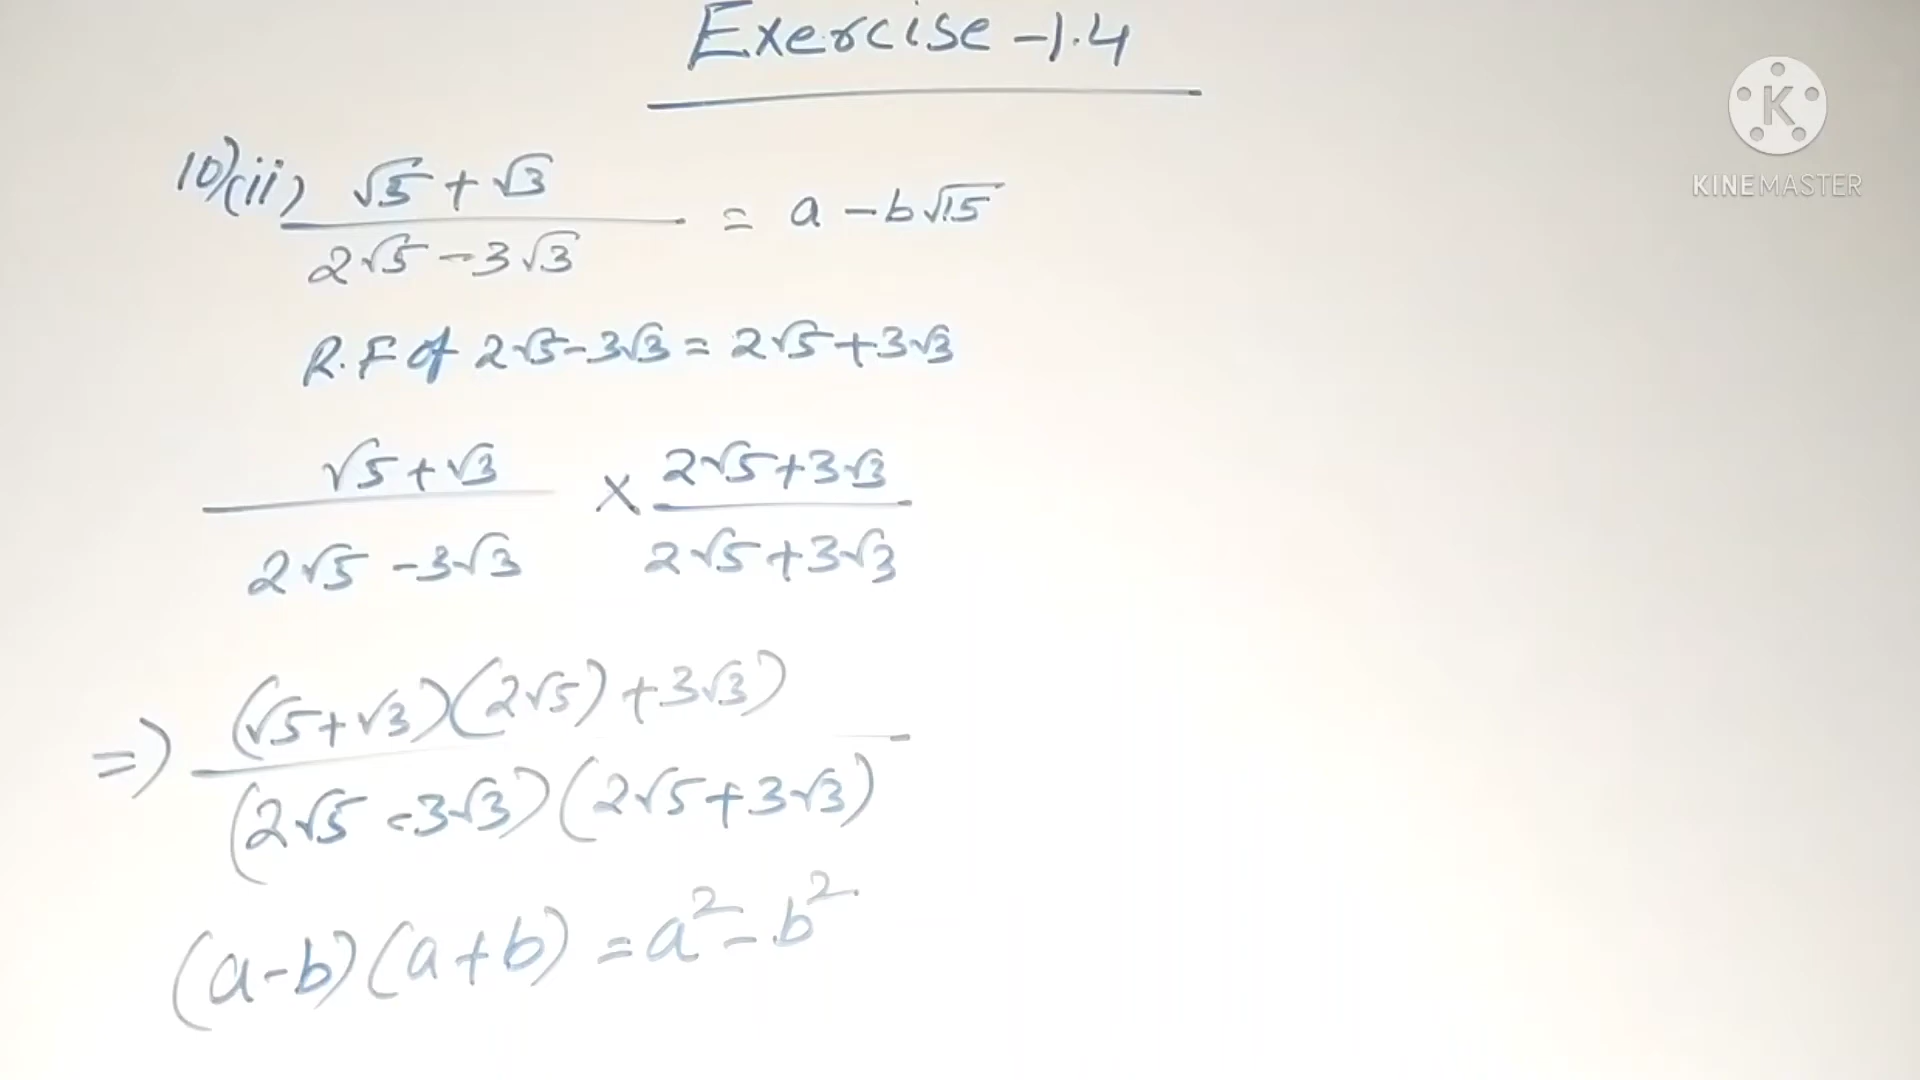 Exercise -1.4
10)(ii) √5 + √3 / 2√5 - 3√3 = a - b√15
R.F of 2√5 - 3√3 = 2√5 + 3√3
√5 + √3 / 2√5 - 3√3 × 2√5 + 3√3 / 2√5 + 3√3
=) (√5 + √3)(2√5) + 3√3) / (2√5 - 3√3)(2√5 + 3√3)
(a - b)(a + b) = a² - b²
K
KINEMASTER